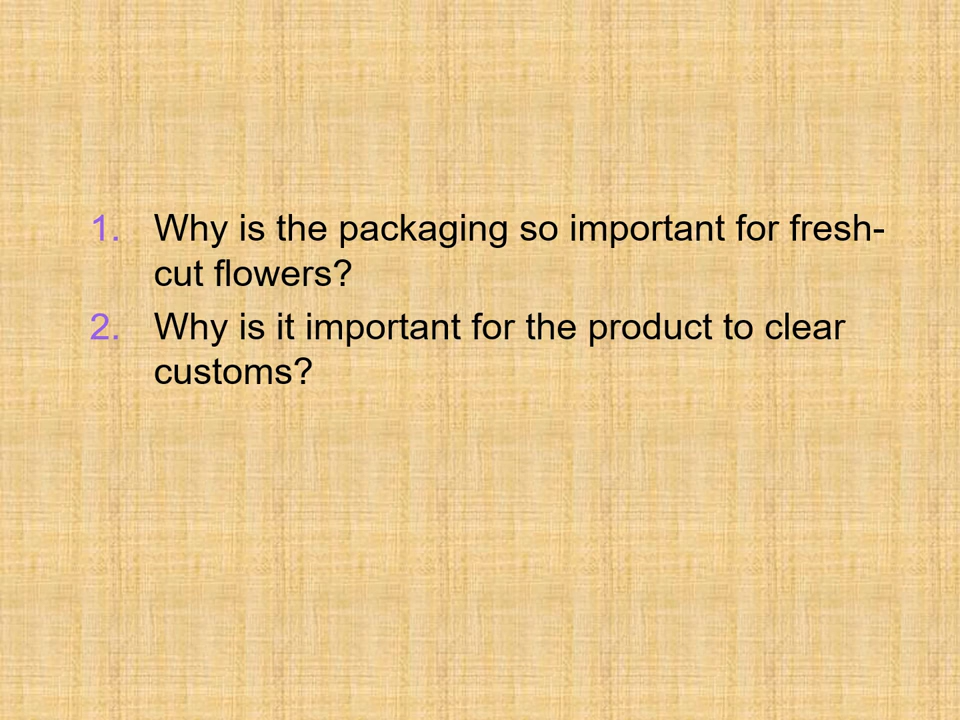 1. Why is the packaging so important for fresh-
cut flowers?
2. Why is it important for the product to clear
customs?